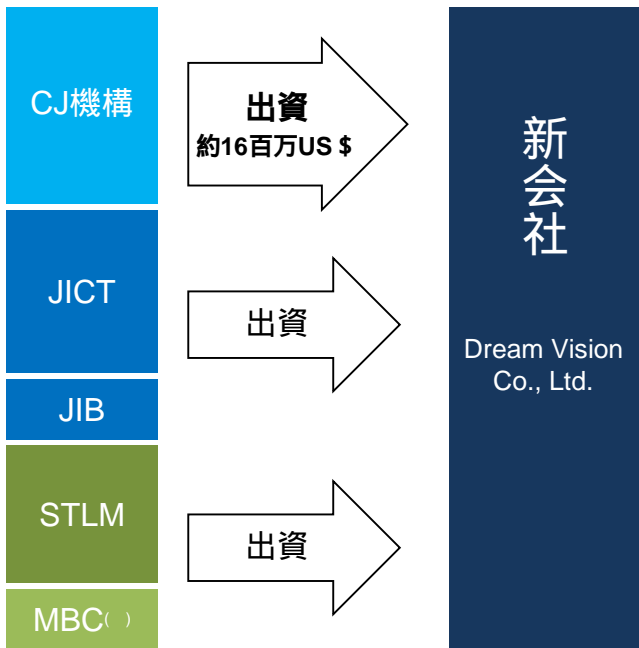 CJ機構
出資
約16百万US＄
新会社
JICT
出資
Dream Vision
Co., Ltd.
JIB
STLM
出資
MBC( )